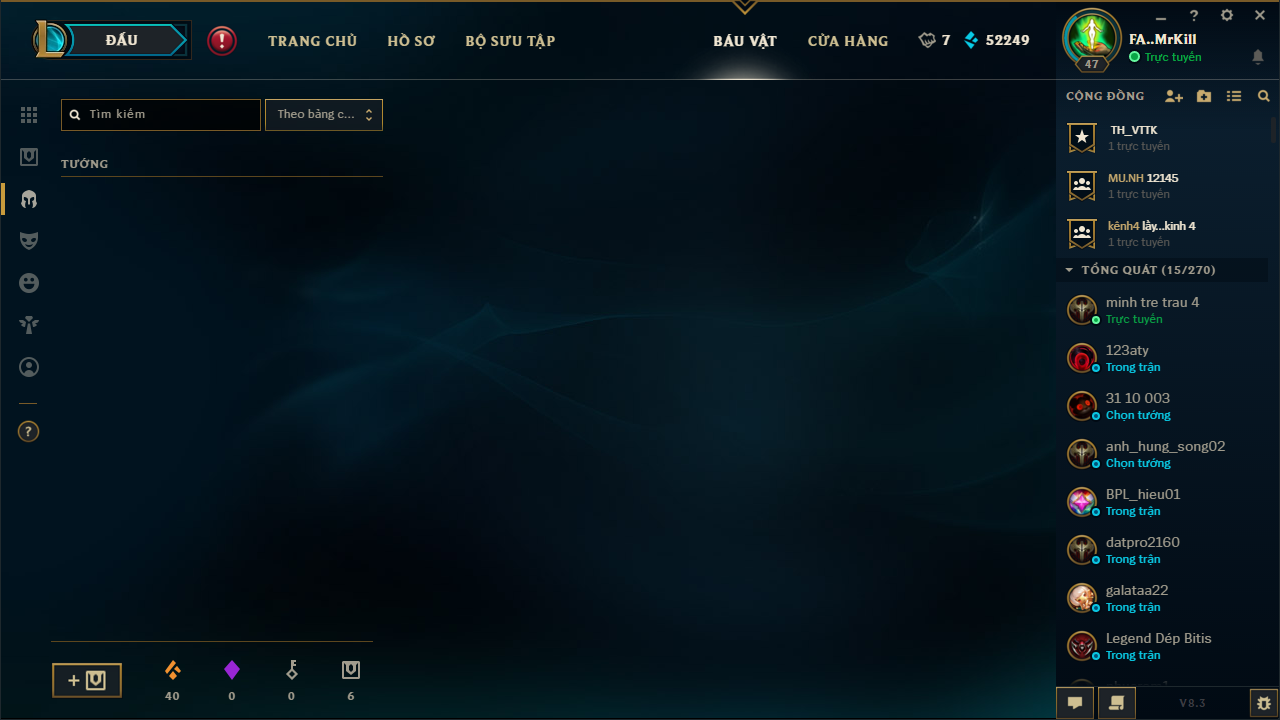 ĐẤU
TRANG CHỦ
HỒ SƠ
BỘ SƯU TẬP
BÁU VẬT
CỬA HÀNG
7
52249
47
FA..MrKill
Trực tuyến
Tìm kiếm
Theo bảng c...
TƯỚNG
CỘNG ĐỒNG
TH_VTTK
1 trực tuyến
MU.NH 12145
1 trực tuyến
kênh4 lầy...kinh 4
1 trực tuyến
TỔNG QUÁT (15/270)
minh tre trau 4
Trực tuyến
123aty
Trong trận
31 10 003
Chọn tướng
anh_hung_song02
Chọn tướng
BPL_hieu01
Trong trận
datpro2160
Trong trận
galataa22
Trong trận
Legend Dép Bitis
Trong trận
40
0
0
6
V8.3